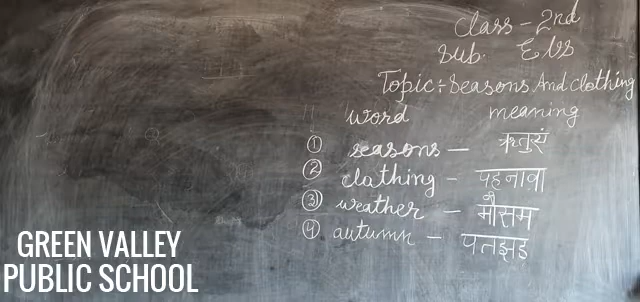 Class - 2nd
Sub. EVS
Topic:- Seasons And clothing
word meaning
① seasons — ऋतुएं
② clothing - पहनावा
③ weather - मौसम
④ autumn - पतझड़
GREEN VALLEY
PUBLIC SCHOOL